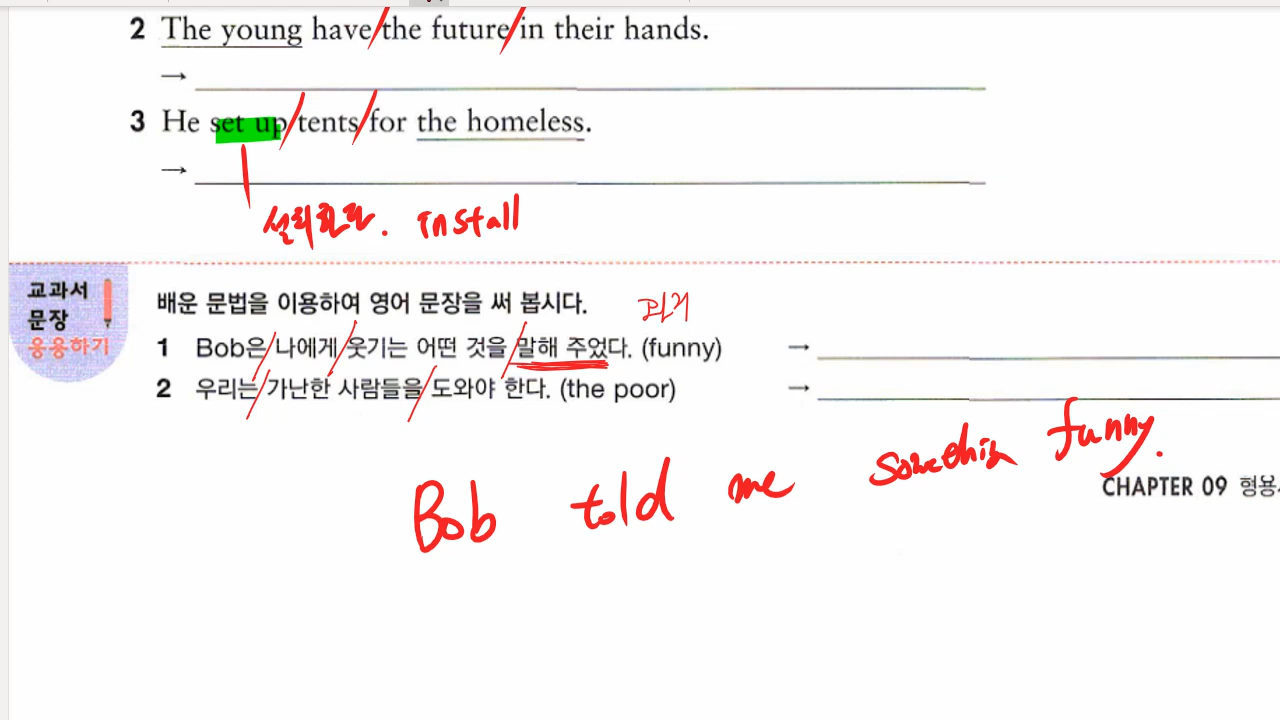 2 The young have / the future / in their hands.
→
3 He set up / tents / for the homeless.
→
설치한다. install
교과서
문장
응용하기
배운 문법을 이용하여 영어 문장을 써 봅시다. 과거
1 Bob은 / 나에게 / 웃기는 어떤 것을 / 말해 주었다. (funny) →
2 우리는 / 가난한 사람들을 / 도와야 한다. (the poor) →
Bob told me somethin funny.
CHAPTER 09 형용